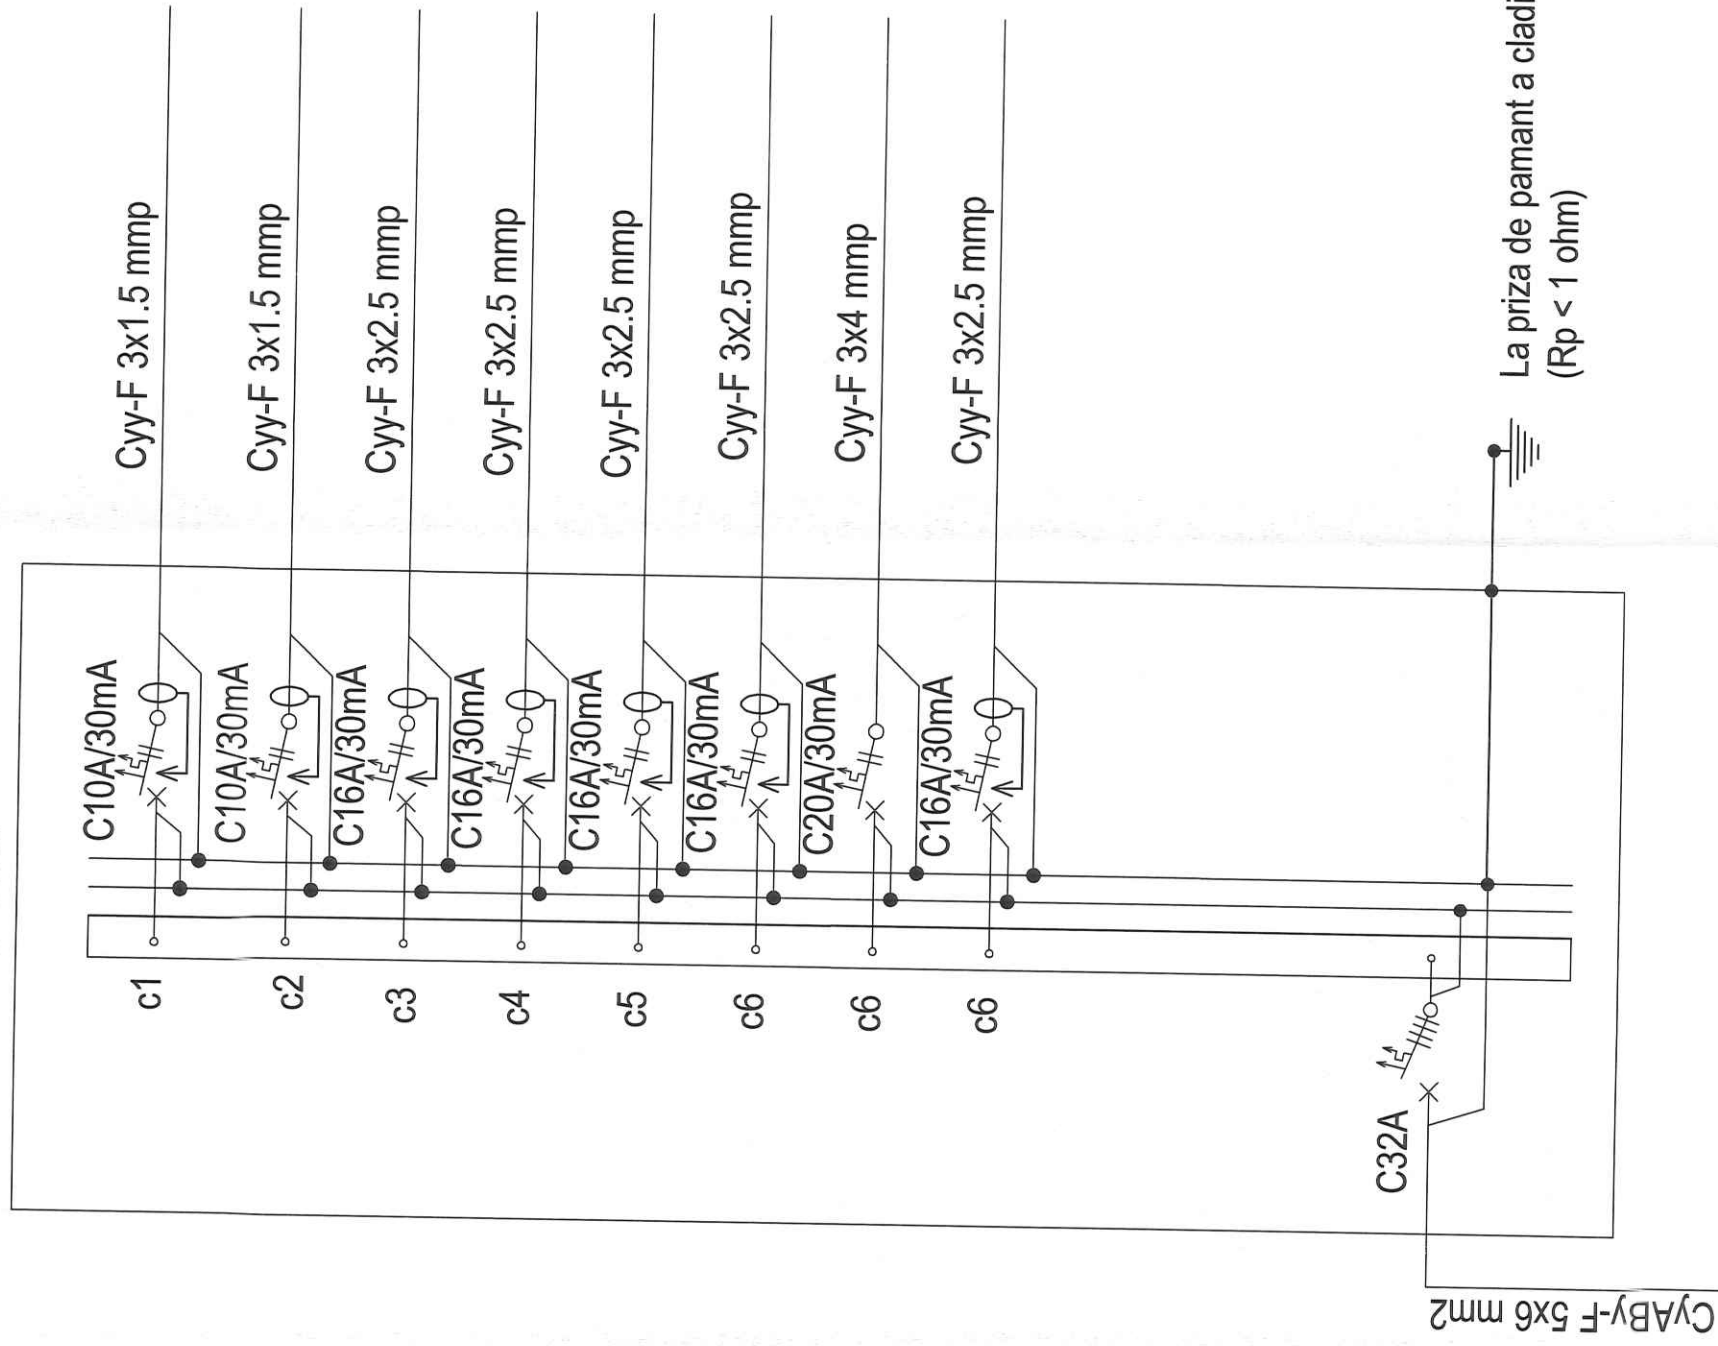 Cyy-F 3x1.5 mmp
Cyy-F 3x1.5 mmp
Cyy-F 3x2.5 mmp
Cyy-F 3x2.5 mmp
Cyy-F 3x2.5 mmp
Cyy-F 3x2.5 mmp
Cyy-F 3x4 mmp
Cyy-F 3x2.5 mmp
La priza de pamant a cladi
(Rp < 1 ohm)
C10A/30mA
C10A/30mA
C16A/30mA
C16A/30mA
C16A/30mA
C16A/30mA
C20A/30mA
C16A/30mA
c1
c2
c3
c4
c5
c6
c6
c6
C32A
CyABy-F 5x6 mm2